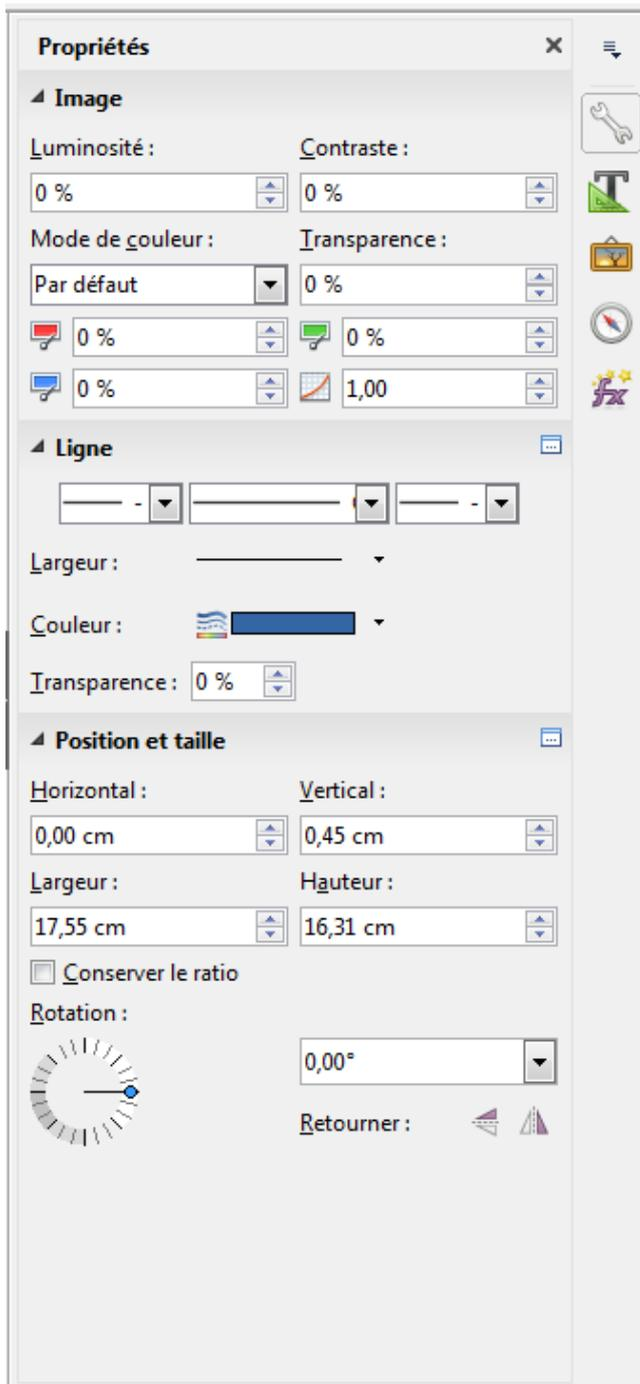 Propriétés
Image
Luminosité : Contraste :
0 % 0 %
Mode de couleur : Transparence :
Par défaut 0 %
0 % 0 %
0 % 1,00
Ligne
Largeur :
Couleur :
Transparence : 0 %
Position et taille
Horizontal : Vertical :
0,00 cm 0,45 cm
Largeur : Hauteur :
17,55 cm 16,31 cm
Conserver le ratio
Rotation :
0,00°
Retourner :